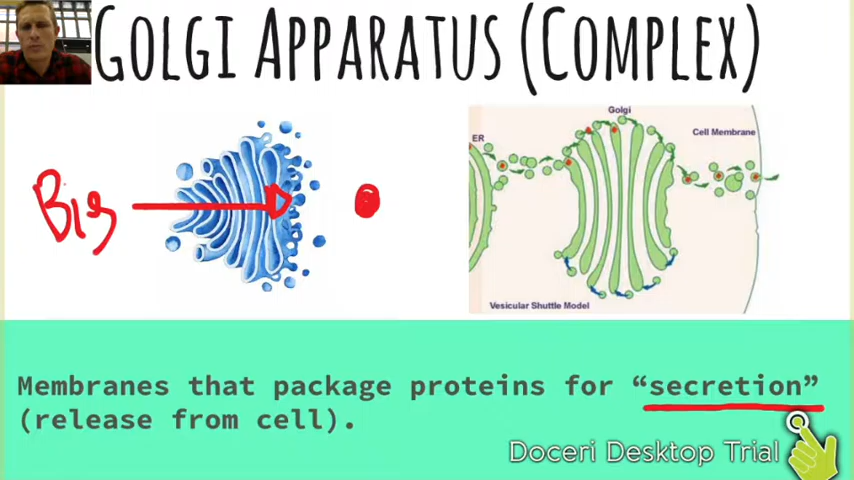 GOLGI APPARATUS (COMPLEX)
Golgi
ER
Cell Membrane
Big
Vesicular Shuttle Model
Membranes that package proteins for “secretion”
(release from cell).
Doceri Desktop Trial